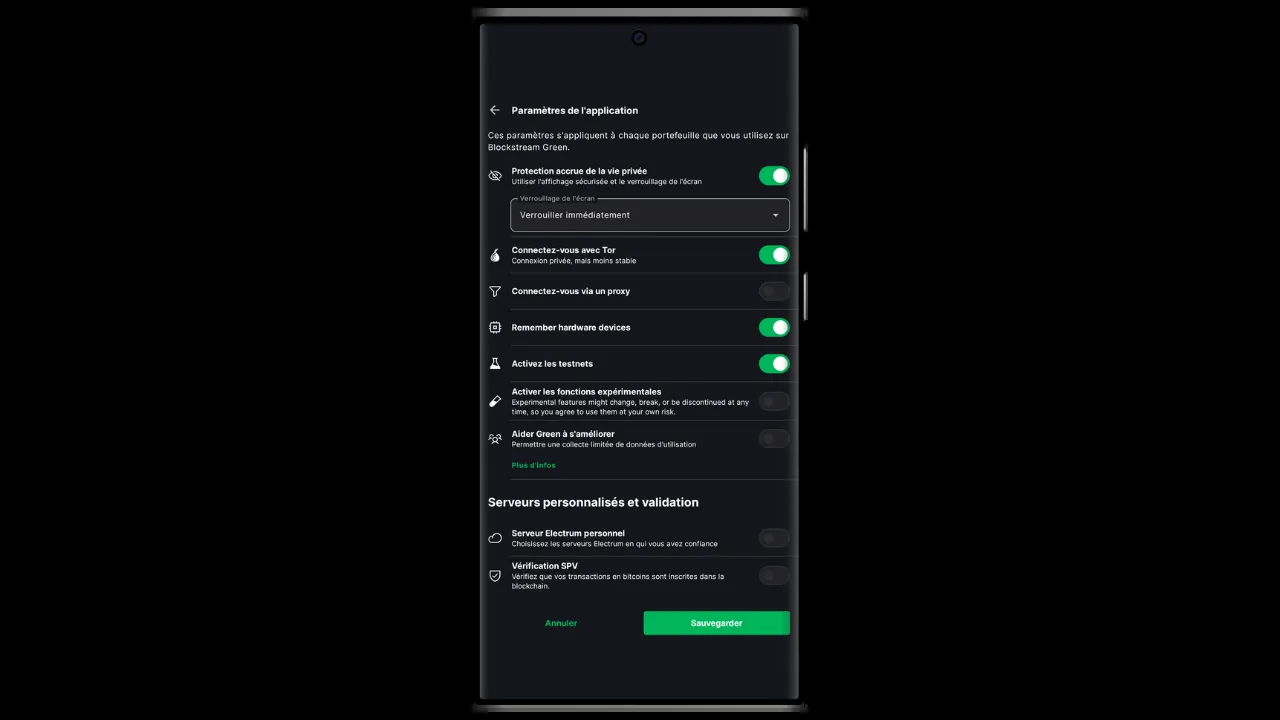 Paramètres de l'application
Ces paramètres s'appliquent à chaque portefeuille que vous utilisez sur
Blockstream Green.
Protection accrue de la vie privée
Utiliser l'affichage sécurisée et le verrouillage de l'écran
Verrouillage de l'écran
Verrouiller immédiatement
Connectez-vous avec Tor
Connexion privée, mais moins stable
Connectez-vous via un proxy
Remember hardware devices
Activez les testnets
Activer les fonctions expérimentales
Experimental features might change, break, or be discontinued at any
time, so you agree to use them at your own risk.
Aider Green à s'améliorer
Permettre une collecte limitée de données d'utilisation
Plus d'infos
Serveurs personnalisés et validation
Serveur Electrum personnel
Choisissez les serveurs Electrum en qui vous avez confiance
Vérification SPV
Vérifiez que vos transactions en bitcoins sont inscrites dans la
blockchain.
Annuler
Sauvegarder